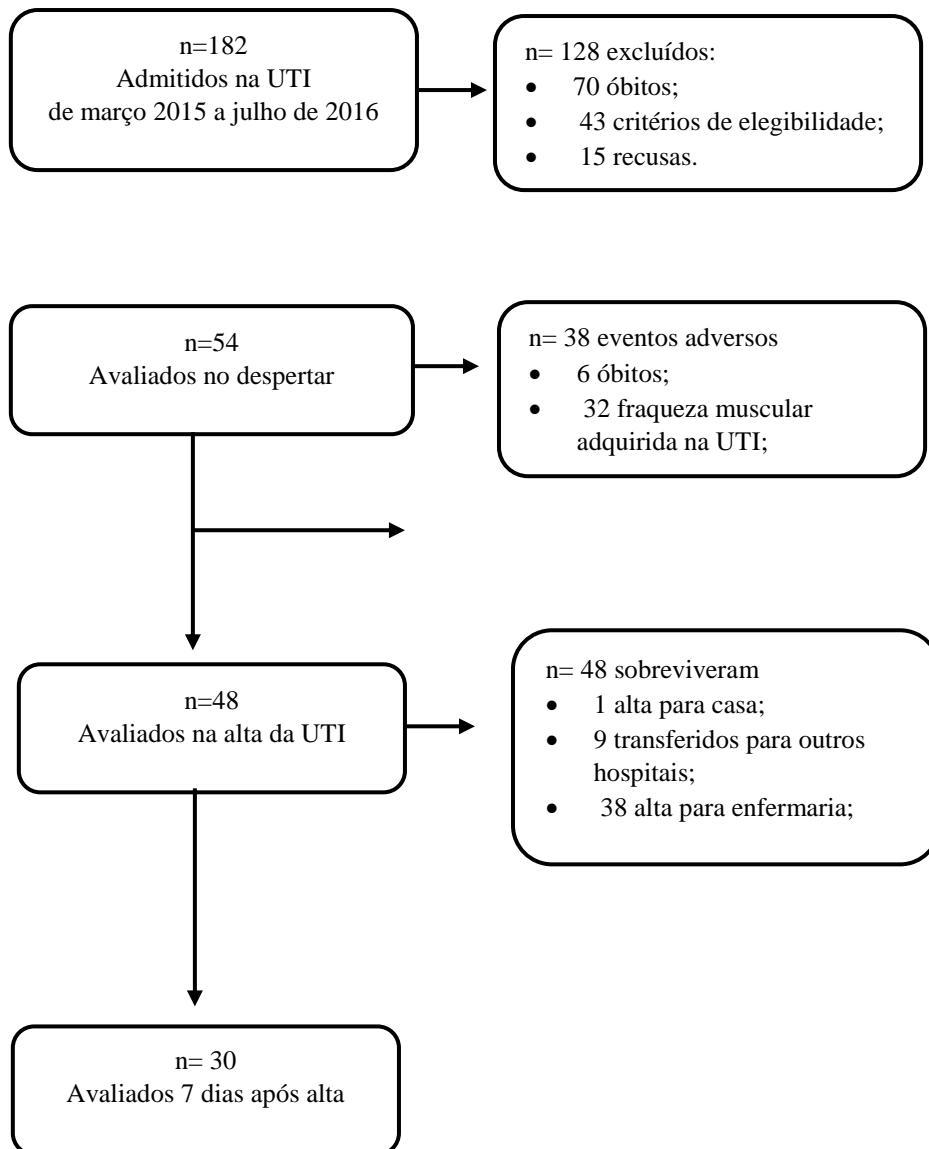 n=182
Admitidos na UTI
de março 2015 a julho de 2016
n= 128 excluídos:
• 70 óbitos;
• 43 critérios de elegibilidade;
• 15 recusas.
n=54
Avaliados no despertar
n= 38 eventos adversos
• 6 óbitos;
• 32 fraqueza muscular
adquirida na UTI;
n=48
Avaliados na alta da UTI
n= 48 sobreviveram
• 1 alta para casa;
• 9 transferidos para outros
hospitais;
• 38 alta para enfermaria;
n= 30
Avaliados 7 dias após alta